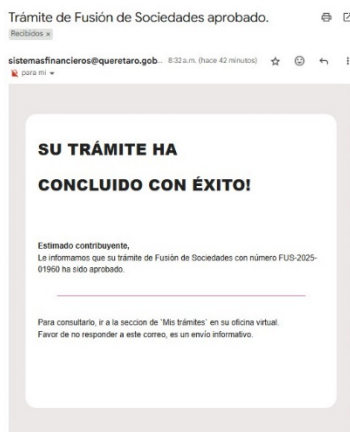 Trámite de Fusión de Sociedades aprobado.
Recibidos x
sistemasfinancieros@queretaro.gob... 8:32 a.m. (hace 42 minutos)
para mí
SU TRÁMITE HA
CONCLUIDO CON ÉXITO!
Estimado contribuyente,
Le informamos que su trámite de Fusión de Sociedades con número FUS-2025-
01960 ha sido aprobado.
Para consultarlo, ir a la seccion de 'Mis trámites' en su oficina virtual.
Favor de no responder a este correo, es un envío informativo.